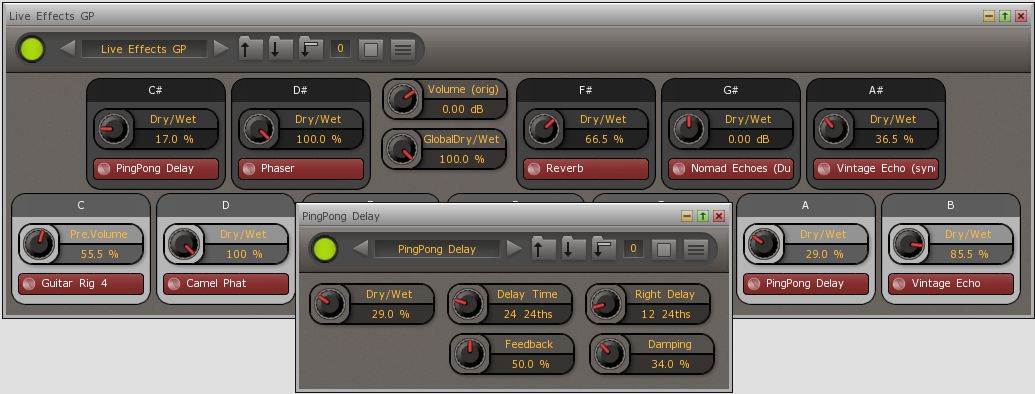 Live Effects GP
Live Effects GP
0
C#
D#
Volume (orig)
0.00 dB
F#
G#
A#
Dry/Wet
17.0 %
Dry/Wet
100.0 %
GlobalDry/Wet
100.0 %
Dry/Wet
66.5 %
Dry/Wet
0.00 dB
Dry/Wet
36.5 %
PingPong Delay
Phaser
Reverb
Nomad Echoes (Du
Vintage Echo (syn
C
D
A
B
Pre.Volume
55.5 %
Dry/Wet
100 %
Dry/Wet
29.0 %
Dry/Wet
85.5 %
Guitar Rig 4
Camel Phat
PingPong Delay
Vintage Echo
PingPong Delay
PingPong Delay
0
Dry/Wet
29.0 %
Delay Time
24 24ths
Right Delay
12 24ths
Feedback
50.0 %
Damping
34.0 %